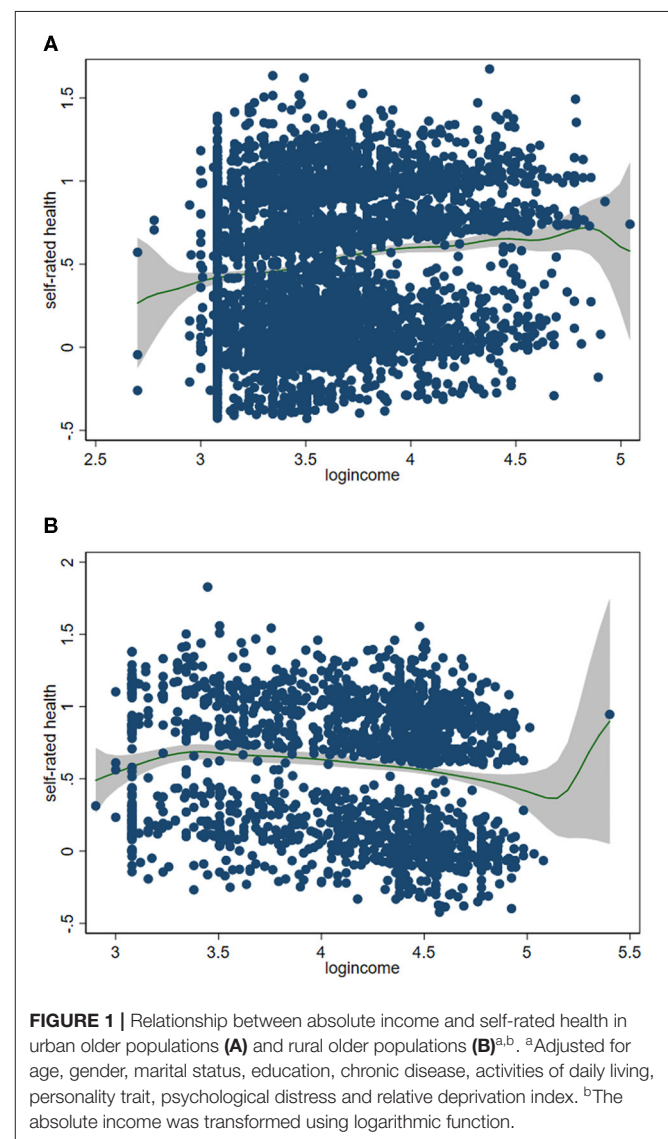 A
1.5
1
.5
0
-.5
self-rated health
2.5 3 3.5 4 4.5 5
logincome
B
2
1.5
1
.5
0
-.5
self-rated health
3 3.5 4 4.5 5 5.5
logincome
FIGURE 1 | Relationship between absolute income and self-rated health in
urban older populations (A) and rural older populations (B)a,b. aAdjusted for
age, gender, marital status, education, chronic disease, activities of daily living,
personality trait, psychological distress and relative deprivation index. bThe
absolute income was transformed using logarithmic function.